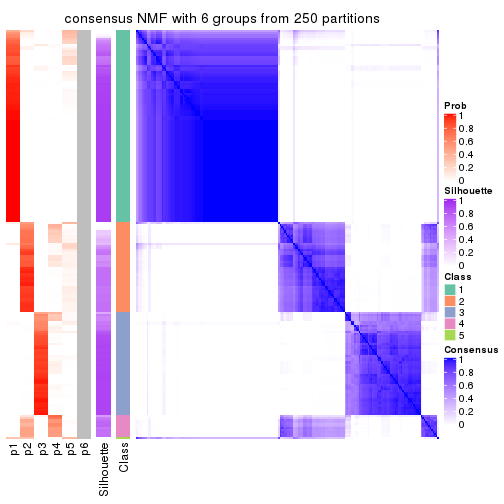 consensus NMF with 6 groups from 250 partitions
Prob
1
0.8
0.6
0.4
0.2
0
Silhouette
1
0.8
0.6
0.4
0.2
0
Class
1
2
3
4
5
Consensus
1
0.8
0.6
0.4
0.2
0
p1
p2
p3
p4
p5
p6
Silhouette
Class